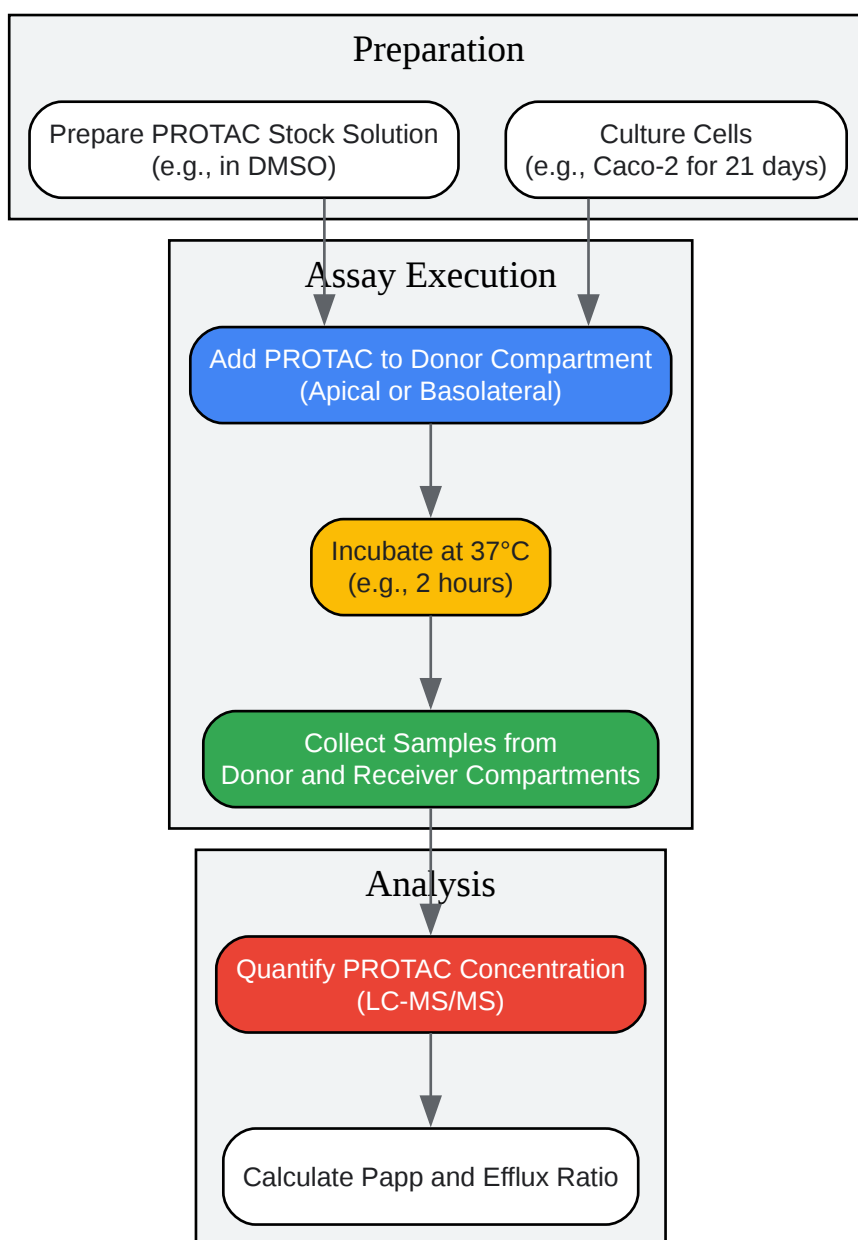 Preparation
Prepare PROTAC Stock Solution
(e.g., in DMSO)
Culture Cells
(e.g., Caco-2 for 21 days)
Assay Execution
Add PROTAC to Donor Compartment
(Apical or Basolateral)
Incubate at 37°C
(e.g., 2 hours)
Collect Samples from
Donor and Receiver Compartments
Analysis
Quantify PROTAC Concentration
(LC-MS/MS)
Calculate Papp and Efflux Ratio